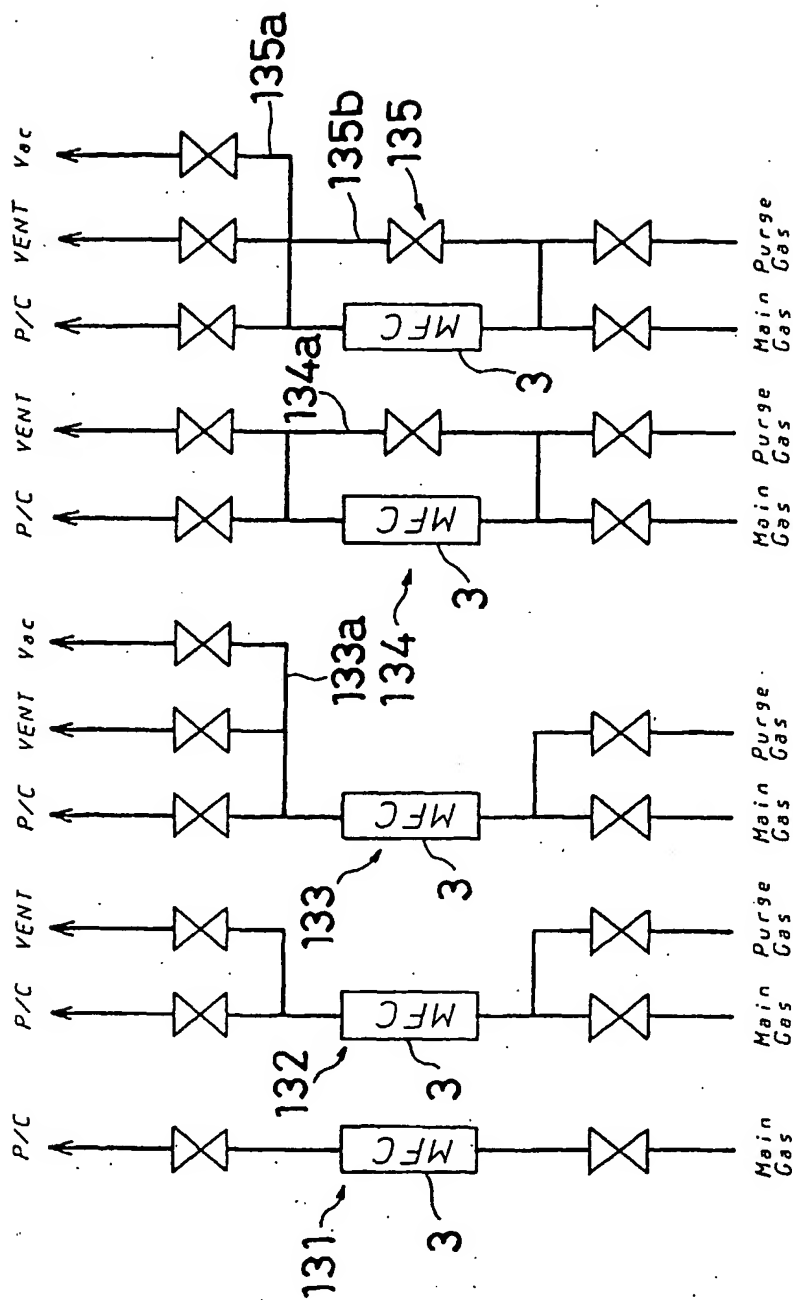 P/C
P/C VENT
P/C VENT Vac
P/C VENT
P/C VENT Vac
135a
135b
135
134a
133a
134
133
132
131
MFC
MFC
MFC
MFC
MFC
3
3
3
3
3
Main
Gas
Main Purge
Gas Gas
Main Purge
Gas Gas
Main Purge
Gas Gas
Main Purge
Gas Gas